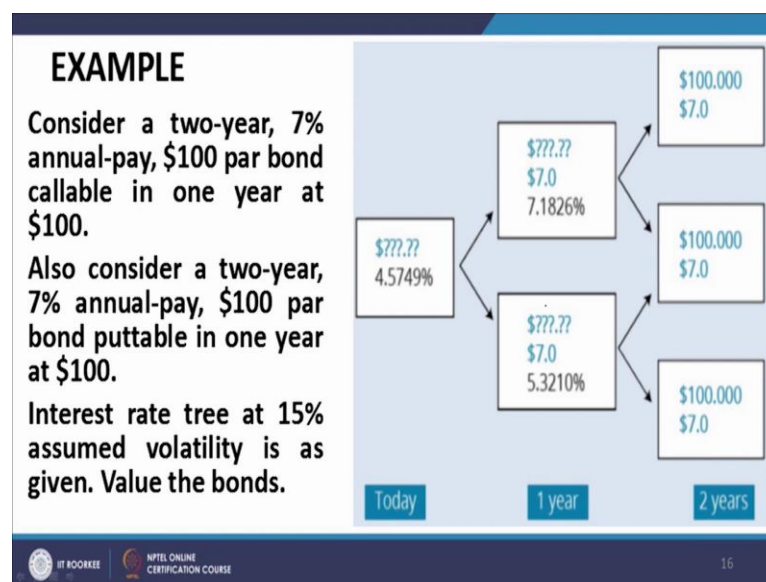 EXAMPLE
Consider a two-year, 7%
annual-pay, $100 par bond
callable in one year at
$100.
Also consider a two-year,
7% annual-pay, $100 par
bond puttable in one year
at $100.
Interest rate tree at 15%
assumed volatility is as
given. Value the bonds.
$???.??
4.5749%
$???.??
$7.0
7.1826%
$???.??
$7.0
5.3210%
$100.000
$7.0
$100.000
$7.0
$100.000
$7.0
Today
1 year
2 years
IIT ROORKEE
NPTEL ONLINE
CERTIFICATION COURSE
16